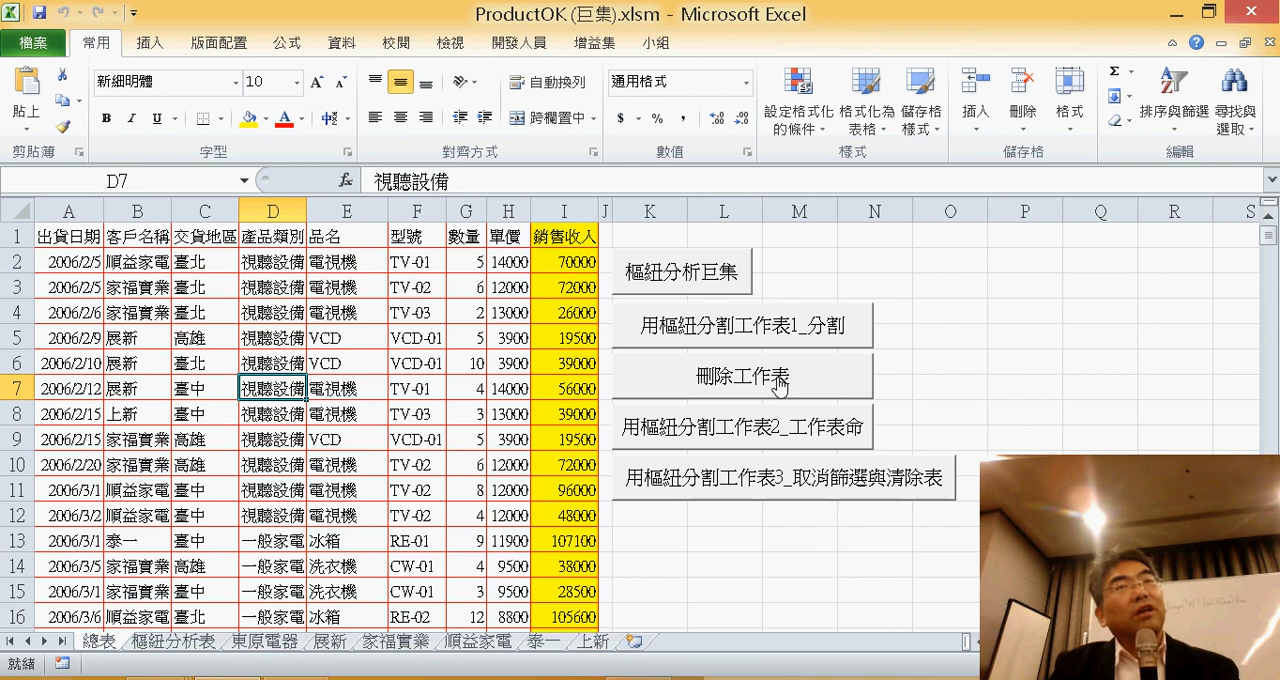 ProductOK (巨集).xlsm - Microsoft Excel
檔案 常用 插入 版面配置 公式 資料 校閱 檢視 開發人員 增益集 小組
新細明體 10 自動換列 通用格式
貼上 B I U A 跨欄置中 $ % , 設定格式化的條件 格式化為表格 儲存格樣式 插入 刪除 格式 Σ 排序與篩選 尋找與選取
剪貼簿 字型 對齊方式 數值 樣式 儲存格 編輯
D7 fx 視聽設備
A B C D E F G H I J K L M N O P Q R S
1 出貨日期 客戶名稱 交貨地區 產品類別 品名 型號 數量 單價 銷售收入
2 2006/2/5 順益家電 臺北 視聽設備 電視機 TV-01 5 14000 70000
3 2006/2/5 家福實業 臺北 視聽設備 電視機 TV-02 6 12000 72000
4 2006/2/6 家福實業 臺北 視聽設備 電視機 TV-03 2 13000 26000
5 2006/2/9 展新 高雄 視聽設備 VCD VCD-01 5 3900 19500
6 2006/2/10 展新 臺北 視聽設備 VCD VCD-01 10 3900 39000
7 2006/2/12 展新 臺中 視聽設備 電視機 TV-01 4 14000 56000
8 2006/2/15 上新 臺中 視聽設備 電視機 TV-03 3 13000 39000
9 2006/2/15 家福實業 高雄 視聽設備 VCD VCD-01 5 3900 19500
10 2006/2/20 家福實業 高雄 視聽設備 電視機 TV-02 6 12000 72000
11 2006/3/1 順益家電 臺中 視聽設備 電視機 TV-02 8 12000 96000
12 2006/3/2 順益家電 臺中 視聽設備 電視機 TV-02 4 12000 48000
13 2006/3/1 泰一 臺中 一般家電 冰箱 RE-01 9 11900 107100
14 2006/3/5 家福實業 高雄 一般家電 洗衣機 CW-01 4 9500 38000
15 2006/3/1 家福實業 臺中 一般家電 洗衣機 CW-01 3 9500 28500
16 2006/3/6 順益家電 臺北 一般家電 冰箱 RE-02 12 8800 105600
樞紐分析巨集
用樞紐分割工作表1_分割
刪除工作表
用樞紐分割工作表2_工作表命
用樞紐分割工作表3_取消篩選與清除表
總表 樞紐分析表 東原電器 展新 家福實業 順益家電 泰一 上新
就緒